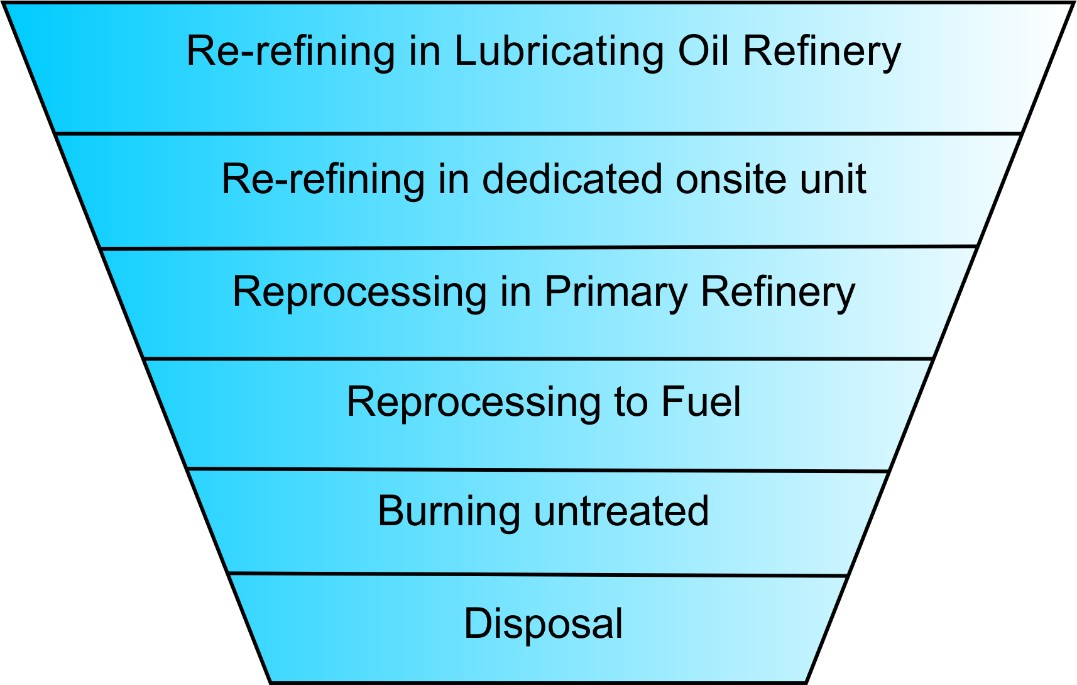 Re-refining in Lubricating Oil Refinery
Re-refining in dedicated onsite unit
Reprocessing in Primary Refinery
Reprocessing to Fuel
Burning untreated
Disposal